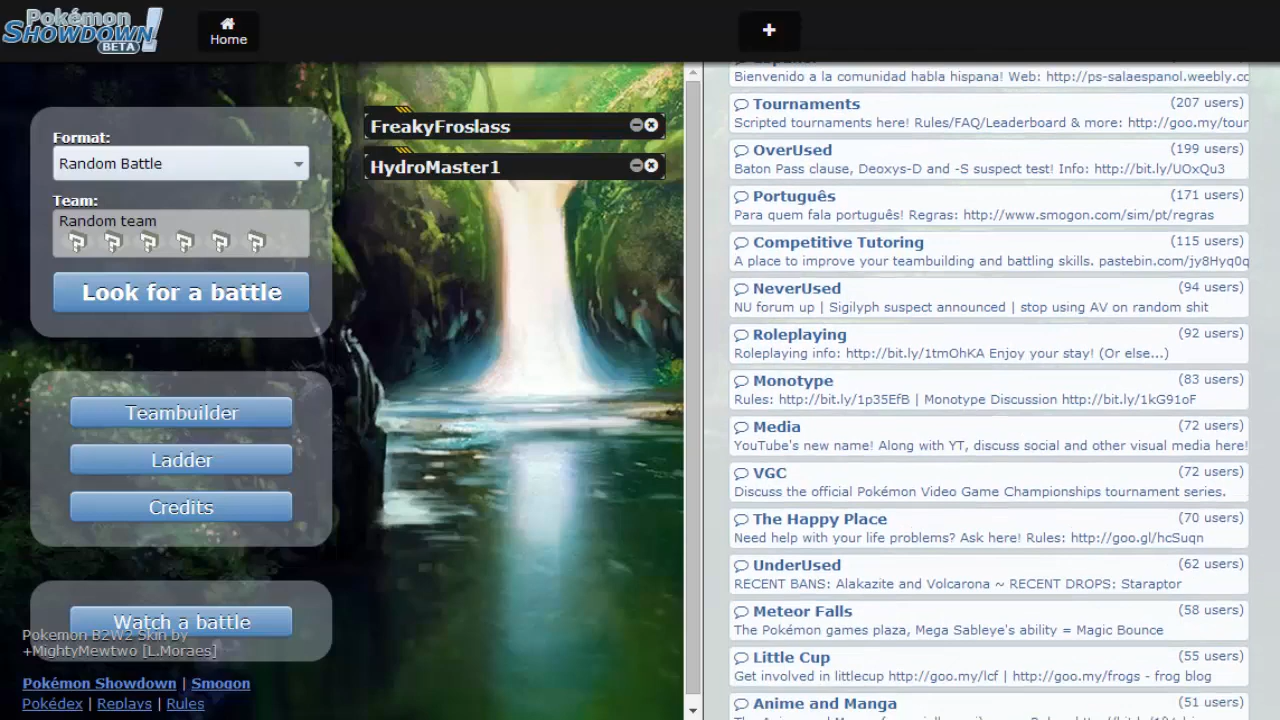 Pokémon
SHOWDOWN!
BETA
Home
Format:
Random Battle
Team:
Random team
Look for a battle
Teambuilder
Ladder
Credits
Watch a battle
Pokemon B2W2 Skin by
+MightyMewtwo [L.Moraes]
Pokémon Showdown | Smogon
Pokédex | Replays | Rules
FreakyFroslass
HydroMaster1
Bienvenido a la comunidad habla hispana! Web: http://ps-salaespanol.weebly.co
Tournaments (207 users)
Scripted tournaments here! Rules/FAQ/Leaderboard & more: http://goo.my/tour
OverUsed (199 users)
Baton Pass clause, Deoxys-D and -S suspect test! Info: http://bit.ly/UOxQu3
Português (171 users)
Para quem fala português! Regras: http://www.smogon.com/sim/pt/regras
Competitive Tutoring (115 users)
A place to improve your teambuilding and battling skills. pastebin.com/jy8Hyq0q
NeverUsed (94 users)
NU forum up | Sigilyph suspect announced | stop using AV on random shit
Roleplaying (92 users)
Roleplaying info: http://bit.ly/1tmOhKA Enjoy your stay! (Or else...)
Monotype (83 users)
Rules: http://bit.ly/1p35EfB | Monotype Discussion http://bit.ly/1kG91oF
Media (72 users)
YouTube's new name! Along with YT, discuss social and other visual media here!
VGC (72 users)
Discuss the official Pokémon Video Game Championships tournament series.
The Happy Place (70 users)
Need help with your life problems? Ask here! Rules: http://goo.gl/hcSuqn
UnderUsed (62 users)
RECENT BANS: Alakazite and Volcarona ~ RECENT DROPS: Staraptor
Meteor Falls (58 users)
The Pokémon games plaza, Mega Sableye's ability = Magic Bounce
Little Cup (55 users)
Get involved in littlecup http://goo.my/lcf | http://goo.my/frogs - frog blog
Anime and Manga (51 users)